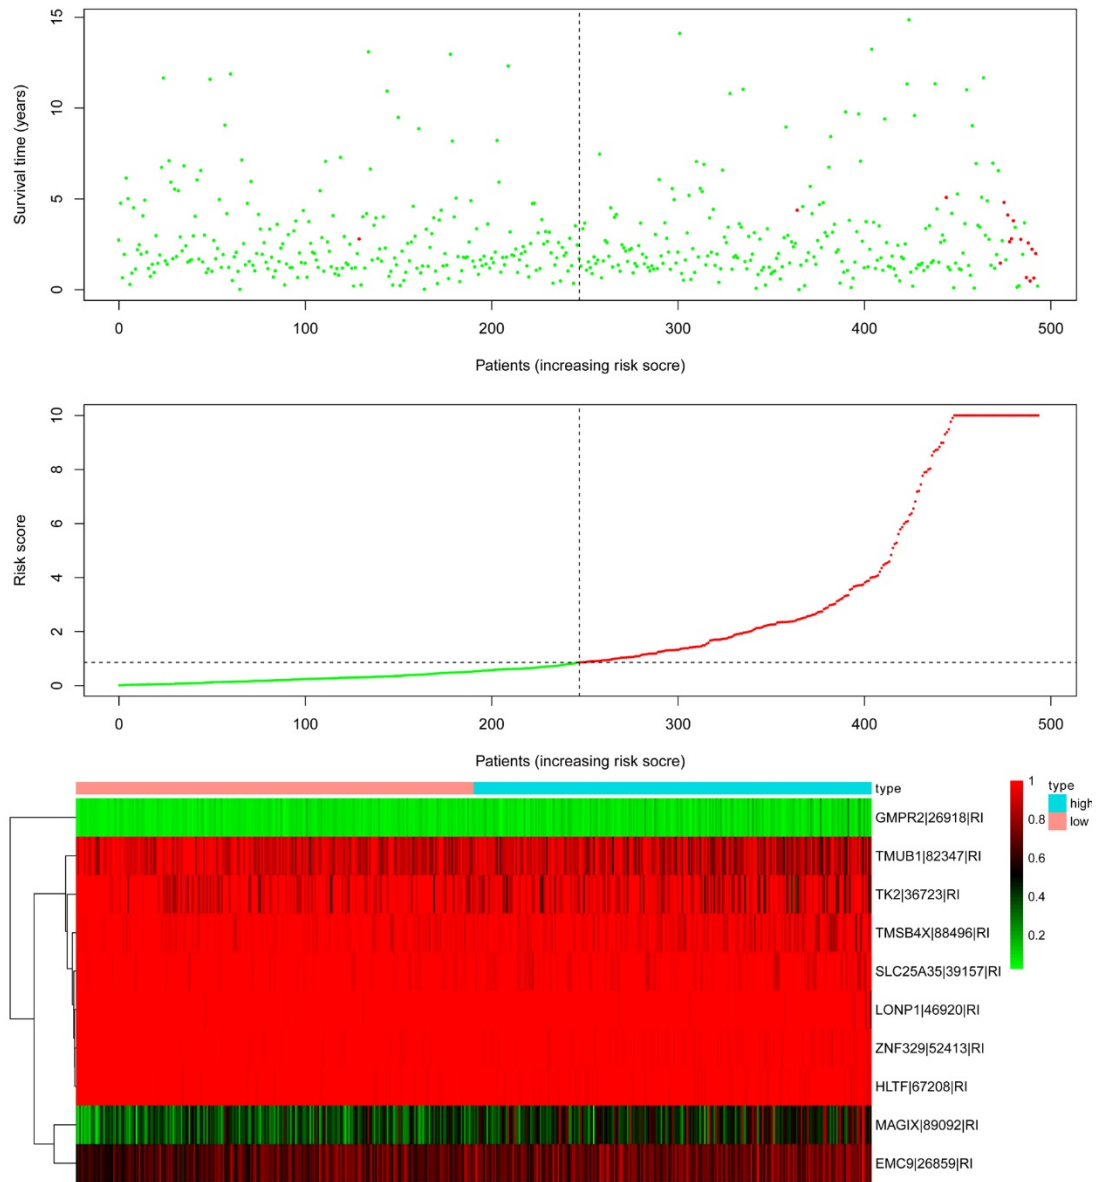 15
10
5
0
Survival time (years)
0 100 200 300 400 500
Patients (increasing risk socre)
10
8
6
4
2
0
Risk score
0 100 200 300 400 500
Patients (increasing risk socre)
type
GMPR2|26918|RI
TMUB1|82347|RI
TK2|36723|RI
TMSB4X|88496|RI
SLC25A35|39157|RI
LONP1|46920|RI
ZNF329|52413|RI
HLTF|67208|RI
MAGIX|89092|RI
EMC9|26859|RI
1
0.8
0.6
0.4
0.2
type
high
low